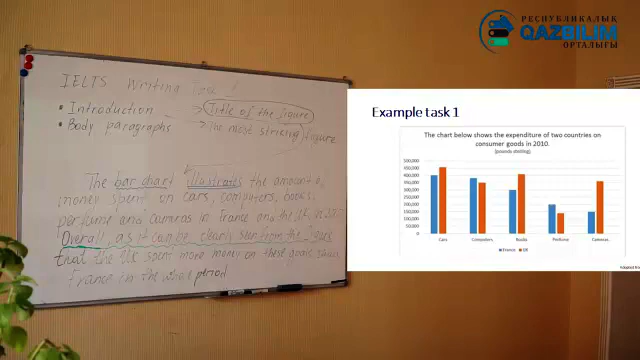 РЕСПУБЛИКАЛЫҚ
QAZBILIM
ОРТАЛЫҒЫ
IELTS Writing Task 1
• Introduction > Title of the figure
• Body paragraphs > The most striking figure
The bar chart illustrates the amount of
money spent on cars, computers, books,
perfume and cameras in France and the UK
Overall, as it can be clearly seen from the
that the UK spent more money on these goods
France in the whole period
Example task 1
The chart below shows the expenditure of two countries on
consumer goods in 2010.
(pounds sterling)
500,000
450,000
400,000
350,000
300,000
250,000
200,000
150,000
100,000
50,000
0
Cars Computers Books Perfume Cameras
France UK
Adapted from